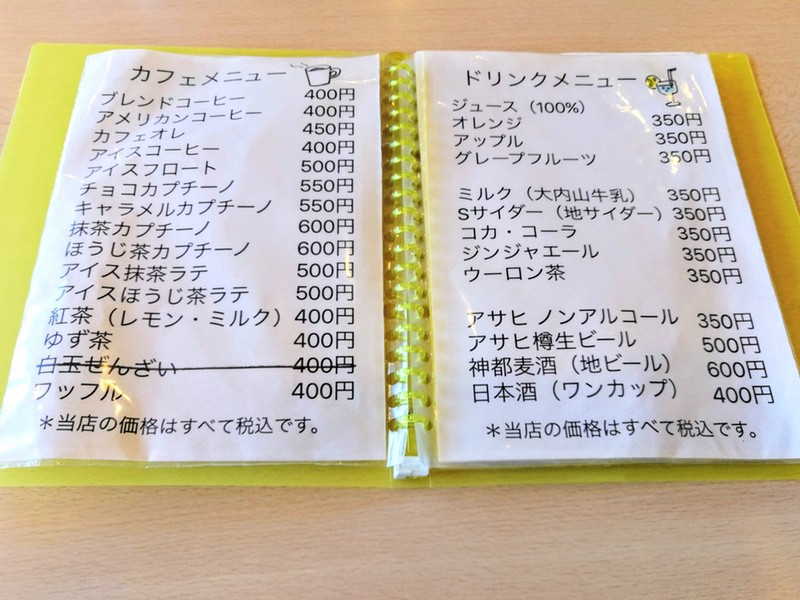 カフェメニュー
ブレンドコーヒー 400円
アメリカンコーヒー 400円
カフェオレ 450円
アイスコーヒー 400円
アイスフロート 500円
チョコカプチーノ 550円
キャラメルカプチーノ 550円
抹茶カプチーノ 600円
ほうじ茶カプチーノ 600円
アイス抹茶ラテ 500円
アイスほうじ茶ラテ 500円
紅茶（レモン・ミルク） 400円
ゆず茶 400円
白玉ぜんざい 400円
ワッフル 400円
＊当店の価格はすべて税込です。
ドリンクメニュー
ジュース（100%）
オレンジ 350円
アップル 350円
グレープフルーツ 350円
ミルク（大内山牛乳） 350円
Sサイダー（地サイダー） 350円
コカ・コーラ 350円
ジンジャエール 350円
ウーロン茶 350円
アサヒ ノンアルコール 350円
アサヒ樽生ビール 500円
神都麦酒（地ビール） 600円
日本酒（ワンカップ） 400円
＊当店の価格はすべて税込です。